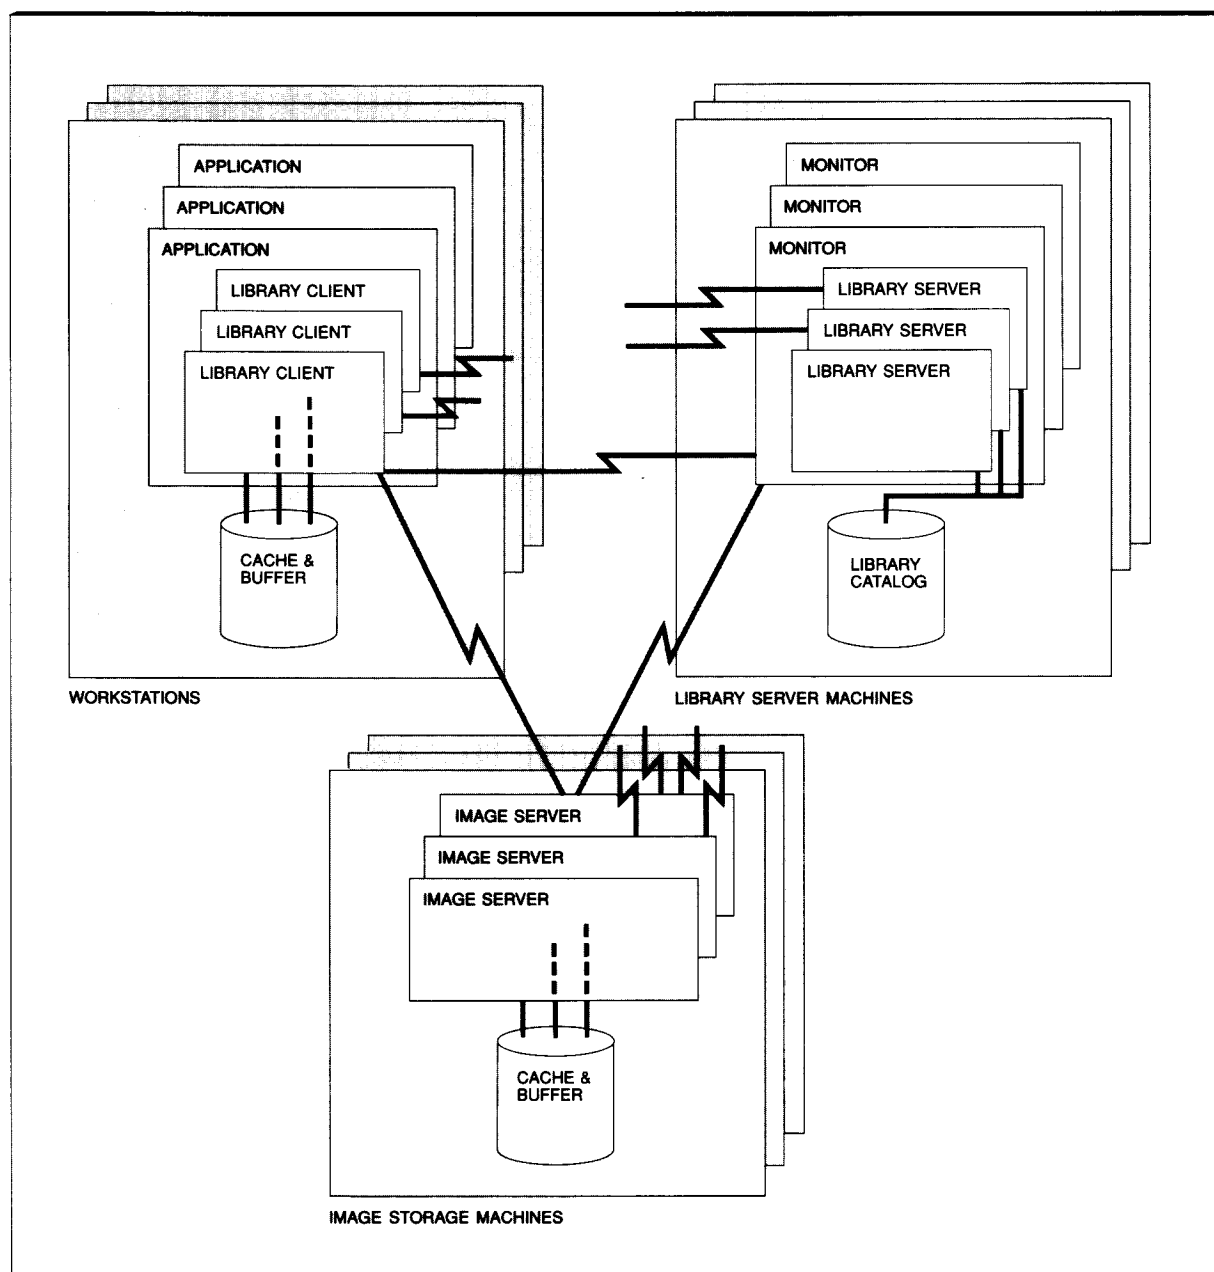 APPLICATION
APPLICATION
APPLICATION
LIBRARY CLIENT
LIBRARY CLIENT
LIBRARY CLIENT
CACHE &
BUFFER
WORKSTATIONS
MONITOR
MONITOR
MONITOR
LIBRARY SERVER
LIBRARY SERVER
LIBRARY SERVER
LIBRARY
CATALOG
LIBRARY SERVER MACHINES
IMAGE SERVER
IMAGE SERVER
IMAGE SERVER
CACHE &
BUFFER
IMAGE STORAGE MACHINES